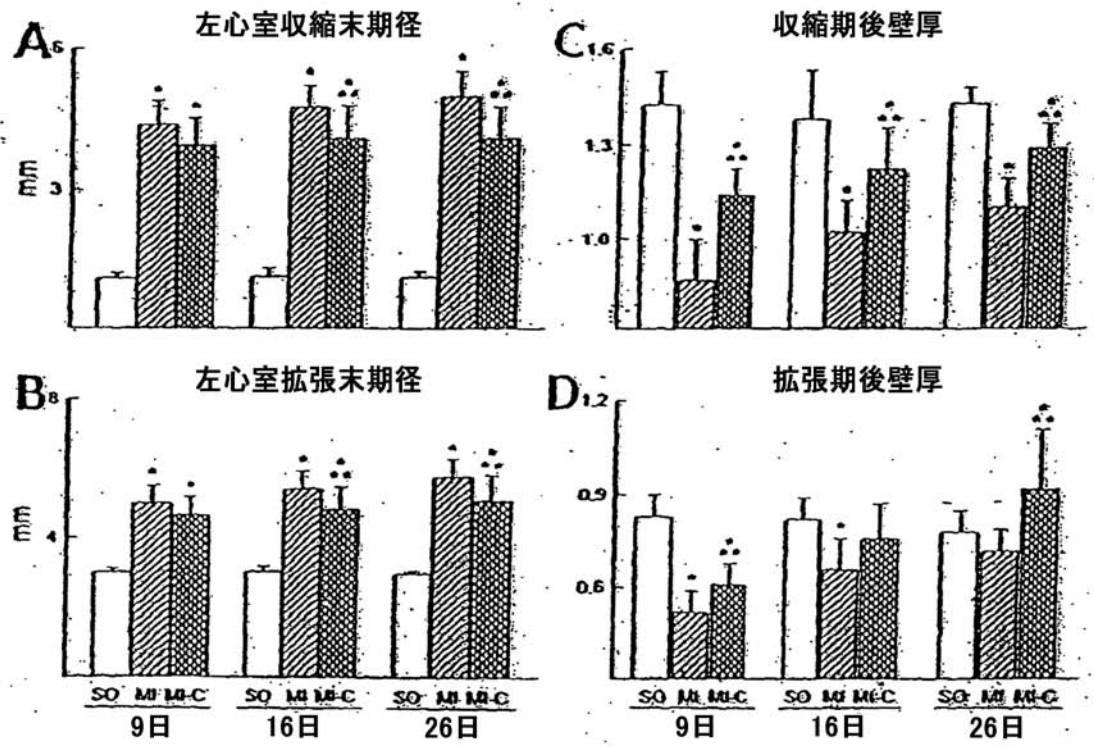 A 左心室収縮末期径
6
mm
3
C 収縮期後壁厚
1.6
1.3
1.0
B 左心室拡張末期径
8
mm
4
SO MI MI-C SO MI MI-C SO MI MI-C
9日 16日 26日
D 拡張期後壁厚
1.2
0.9
0.6
SO MI MI-C SO MI MI-C SO MI MI-C
9日 16日 26日